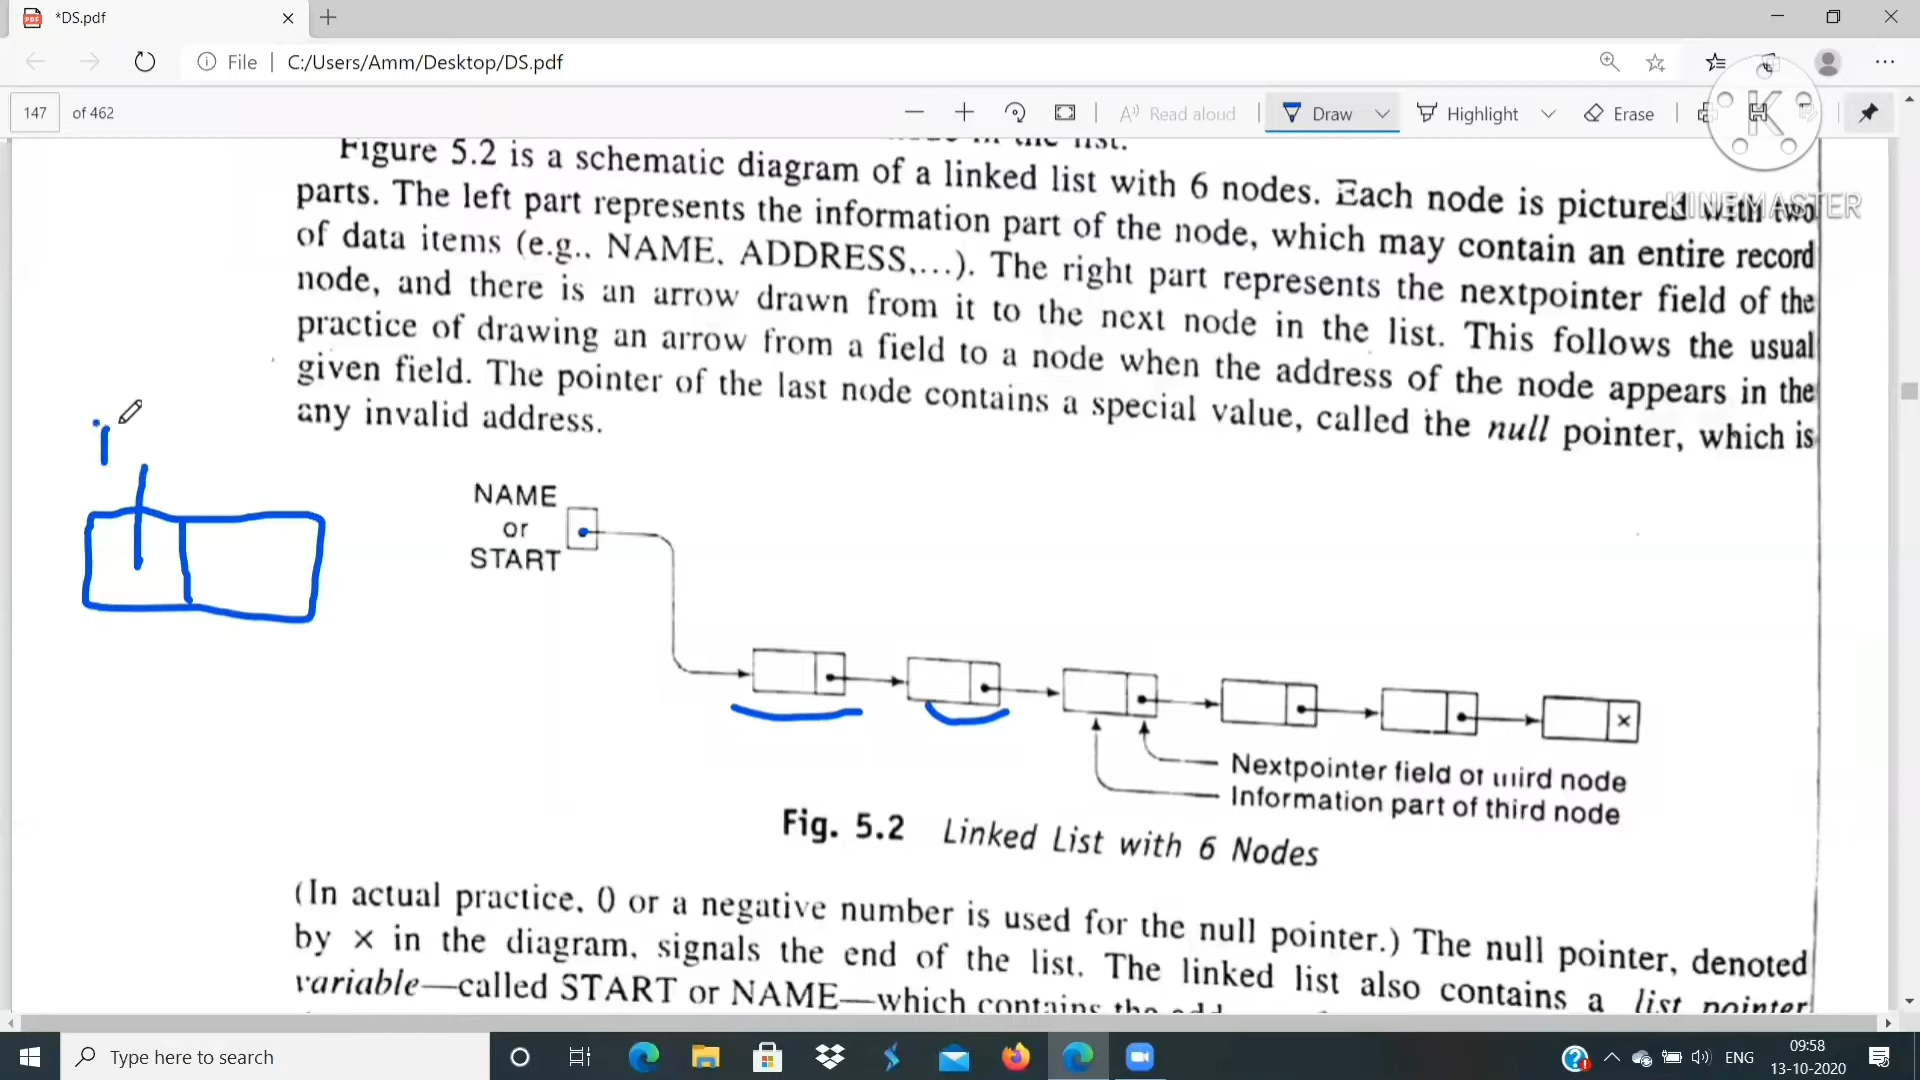 *DS.pdf
File | C:/Users/Amm/Desktop/DS.pdf
147 of 462 Read aloud Draw Highlight Erase
K
KINEMASTER
in the list.
Figure 5.2 is a schematic diagram of a linked list with 6 nodes. Each node is pictured with two
parts. The left part represents the information part of the node, which may contain an entire record
of data items (e.g., NAME, ADDRESS,...). The right part represents the nextpointer field of the
node, and there is an arrow drawn from it to the next node in the list. This follows the usual
practice of drawing an arrow from a field to a node when the address of the node appears in the
given field. The pointer of the last node contains a special value, called the null pointer, which is
any invalid address.
i
NAME
or
START
×
Nextpointer field of third node
Information part of third node
Fig. 5.2 Linked List with 6 Nodes
(In actual practice, 0 or a negative number is used for the null pointer.) The null pointer, denoted
by × in the diagram, signals the end of the list. The linked list also contains a list pointer
variable—called START or NAME—which contains the
Type here to search
ENG
09:58
13-10-2020